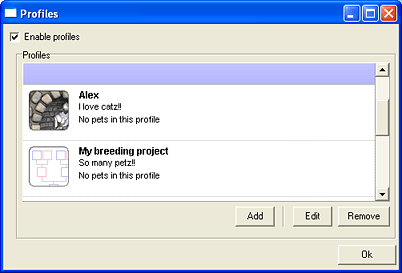 Profiles
Enable profiles
Profiles
Alex
I love catz!!
No pets in this profile
My breeding project
So many petz!!
No pets in this profile
Add
Edit
Remove
Ok